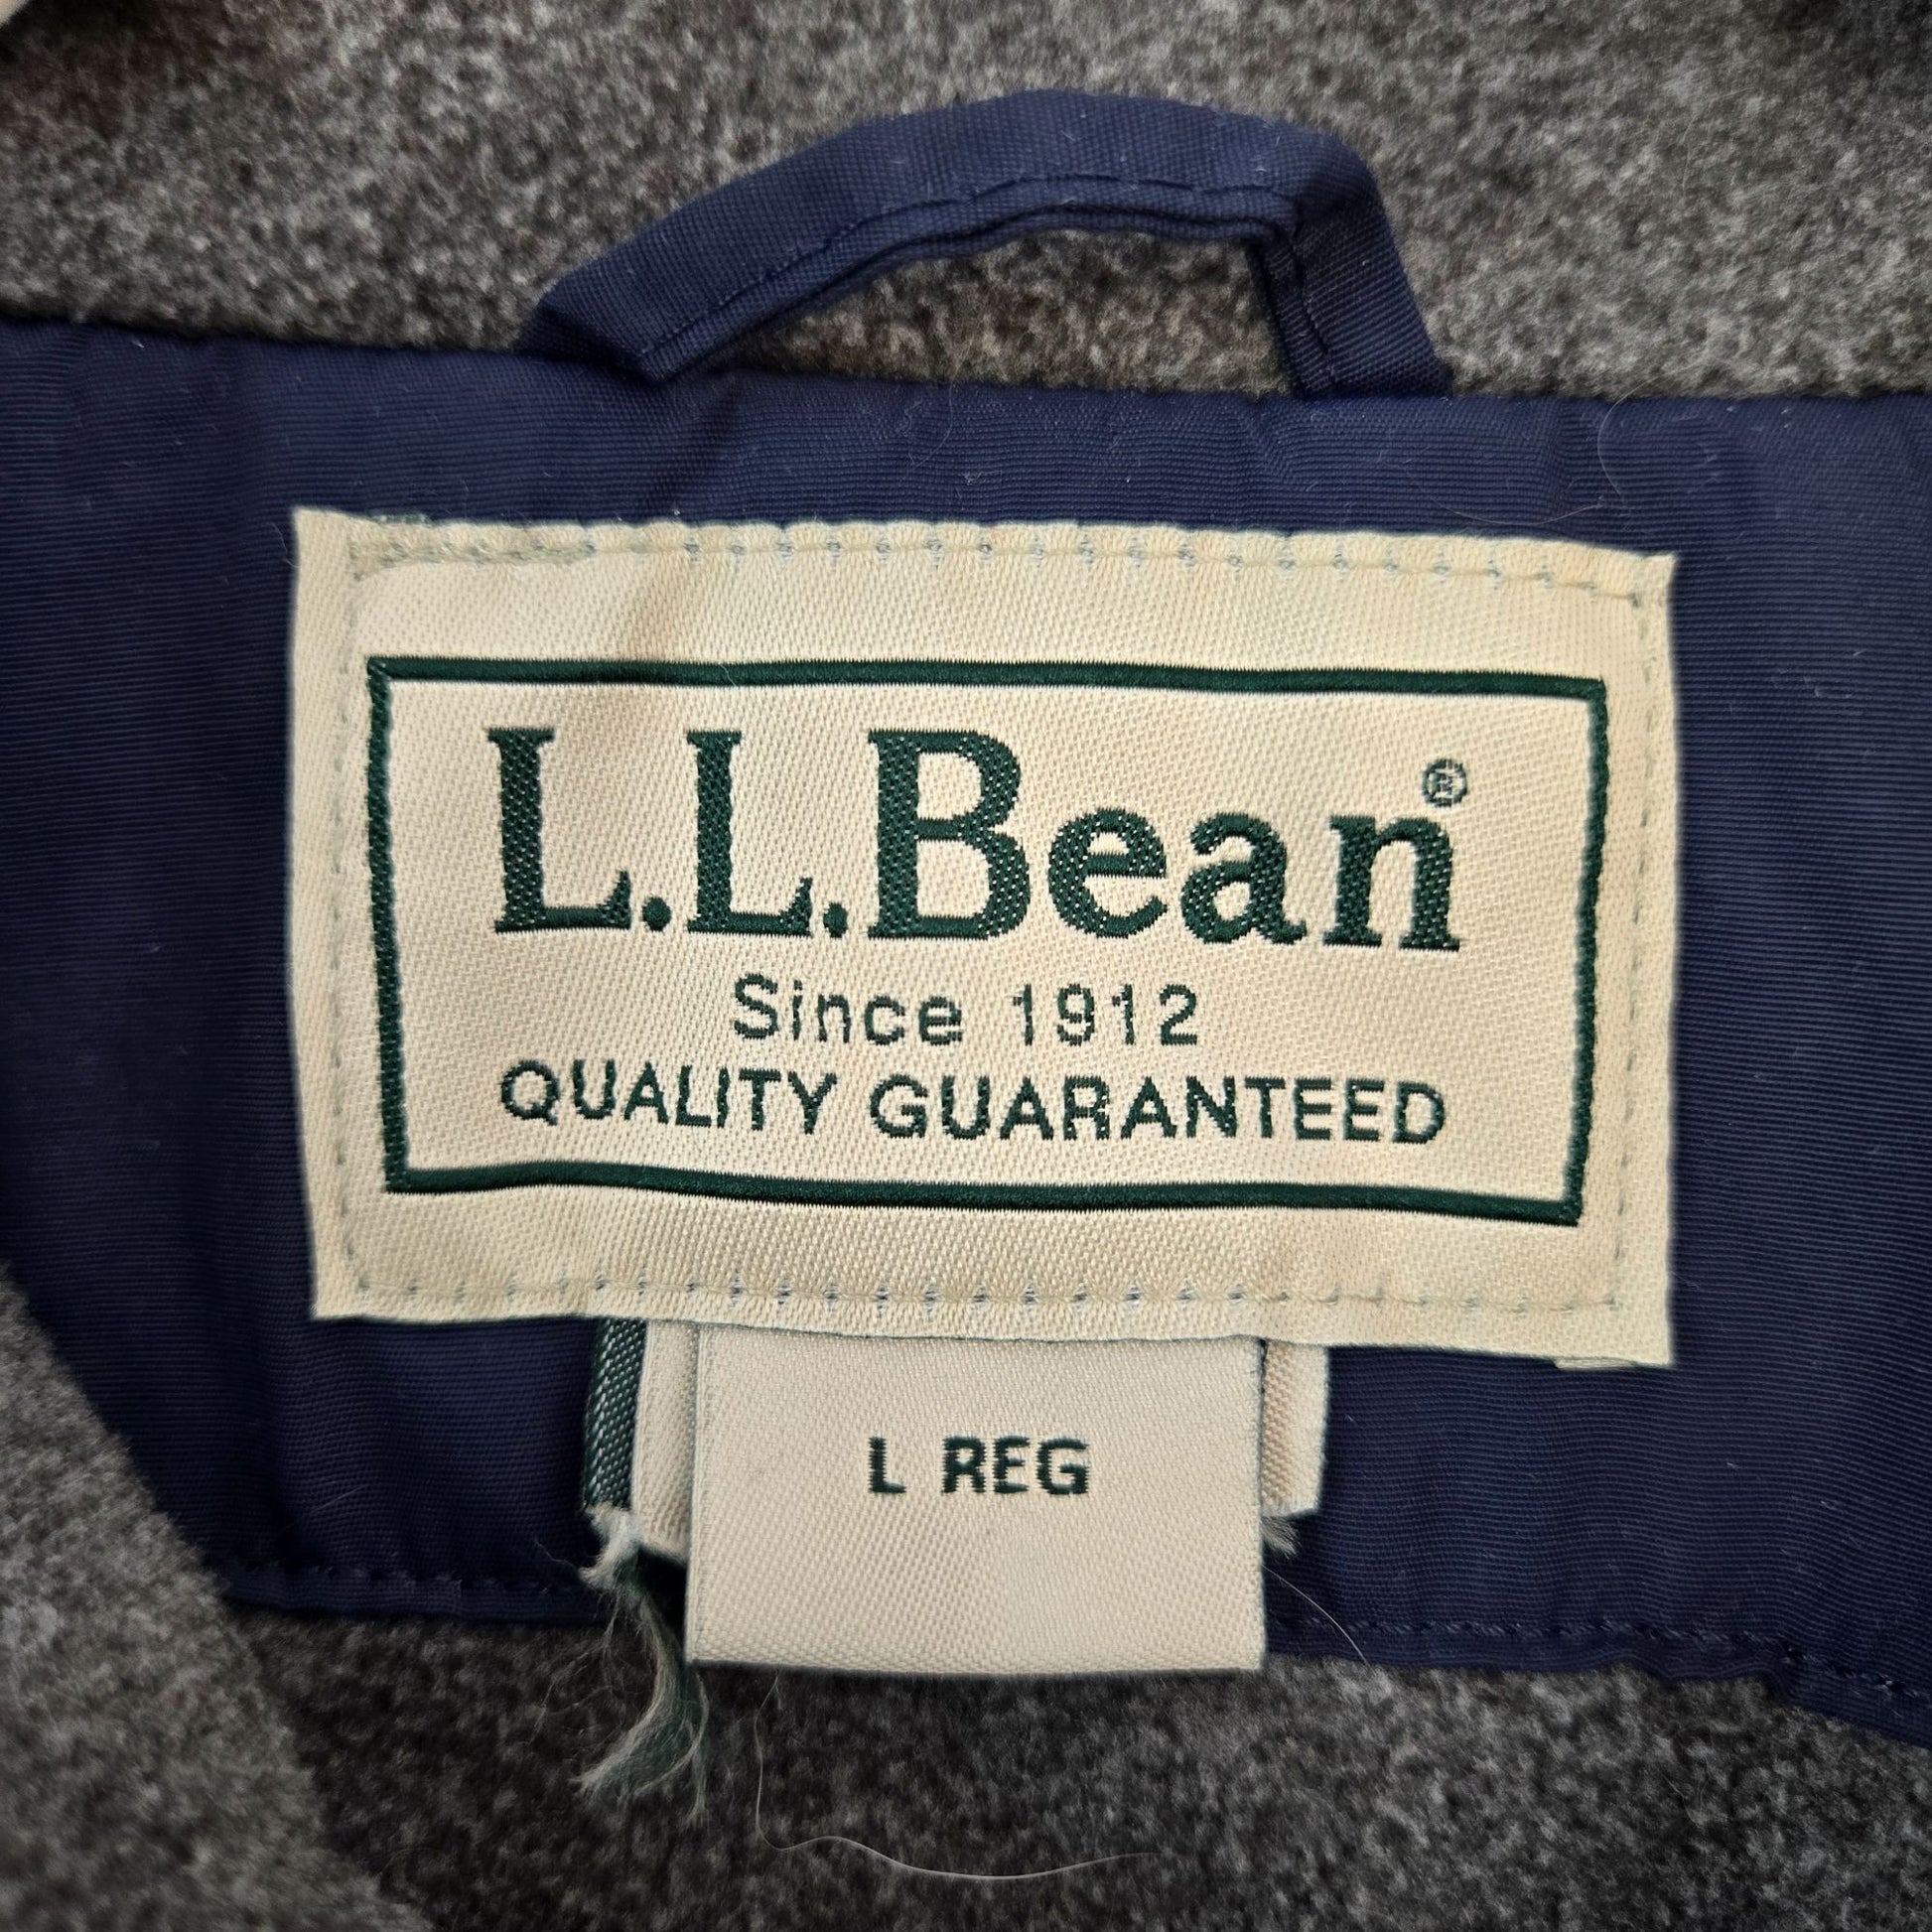 L.L.Bean®
Since 1912
QUALITY GUARANTEED
L REG